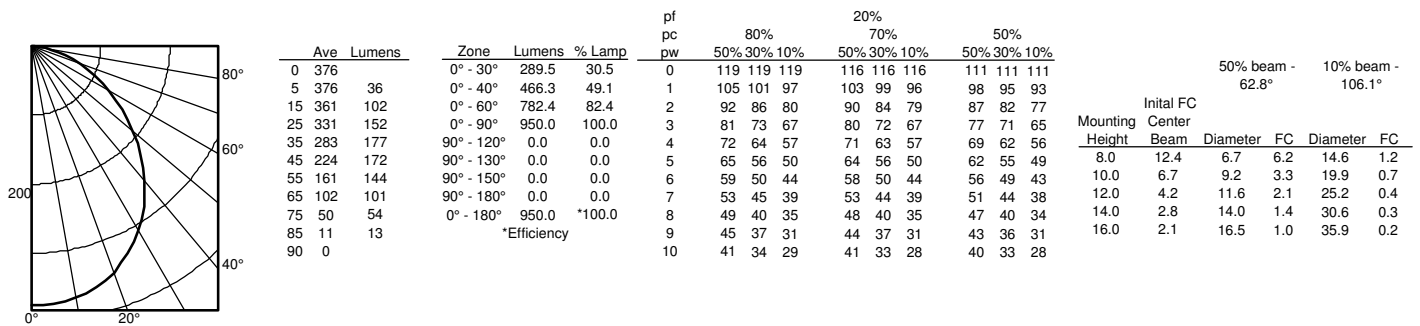 80°
60°
200
40°
0° 20°
Ave Lumens
0 376
5 376 36
15 361 102
25 331 152
35 283 177
45 224 172
55 161 144
65 102 101
75 50 54
85 11 13
90 0
Zone Lumens % Lamp
0° - 30° 289.5 30.5
0° - 40° 466.3 49.1
0° - 60° 782.4 82.4
0° - 90° 950.0 100.0
90° - 120° 0.0 0.0
90° - 130° 0.0 0.0
90° - 150° 0.0 0.0
90° - 180° 0.0 0.0
0° - 180° 950.0 *100.0
*Efficiency
pf 20%
pc 80% 70% 50%
pw 50% 30% 10% 50% 30% 10% 50% 30% 10%
0 119 119 119 116 116 116 111 111 111
1 105 101 97 103 99 96 98 95 93
2 92 86 80 90 84 79 87 82 77
3 81 73 67 80 72 67 77 71 65
4 72 64 57 71 63 57 69 62 56
5 65 56 50 64 56 50 62 55 49
6 59 50 44 58 50 44 56 49 43
7 53 45 39 53 44 39 51 44 38
8 49 40 35 48 40 35 47 40 34
9 45 37 31 44 37 31 43 36 31
10 41 34 29 41 33 28 40 33 28
50% beam - 10% beam -
62.8° 106.1°
Inital FC
Mounting Center
Height Beam Diameter FC Diameter FC
8.0 12.4 6.7 6.2 14.6 1.2
10.0 6.7 9.2 3.3 19.9 0.7
12.0 4.2 11.6 2.1 25.2 0.4
14.0 2.8 14.0 1.4 30.6 0.3
16.0 2.1 16.5 1.0 35.9 0.2